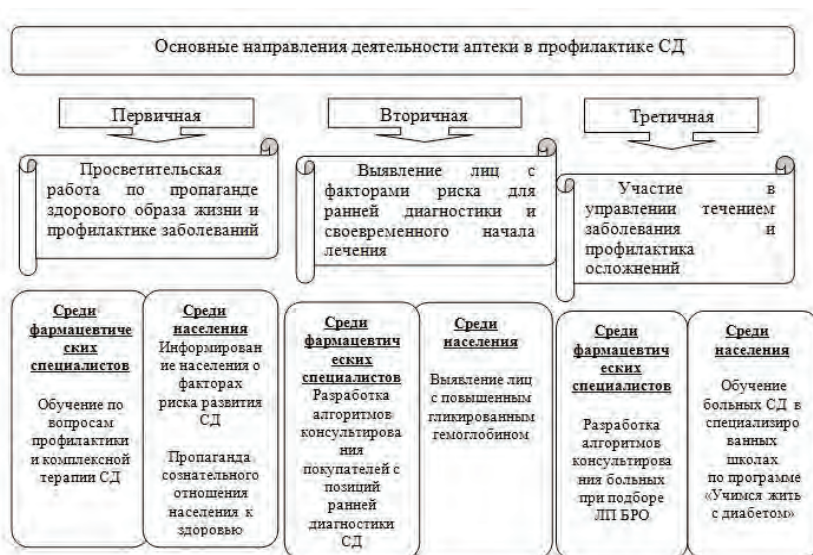 Основные направления деятельности аптеки в профилактике СД
Первичная
Вторичная
Третичная
Просветительская
работа по пропаганде
здорового образа жизни и
профилактике заболеваний
Выявление лиц с
факторами риска для
ранней диагностики и
своевременного начала
лечения
Участие в
управлении течением
заболевания и
профилактика
осложнений
Среди
фармацевтиче
ских
специалистов
Обучение по
вопросам
профилактики
и комплексной
терапии СД
Среди
населения
Информирован
ие населения о
факторах
риска развития
СД
Пропаганда
сознательного
отношения
населения к
здоровью
Среди
фармацевтич
еских
специалистов
Разработка
алгоритмов
консультирова
ния
покупателей с
позиций
ранней
диагностики
СД
Среди
населения
Выявление лиц
с повышенным
гликированным
гемоглобином
Среди
фармацевтич
еских
специалистов
Разработка
алгоритмов
консультирова
ния больных
при подборе
ЛП БРО
Среди
населения
Обучение
больных СД в
специализиро
ванных
школах
по программе
«Учимся жить
с диабетом»